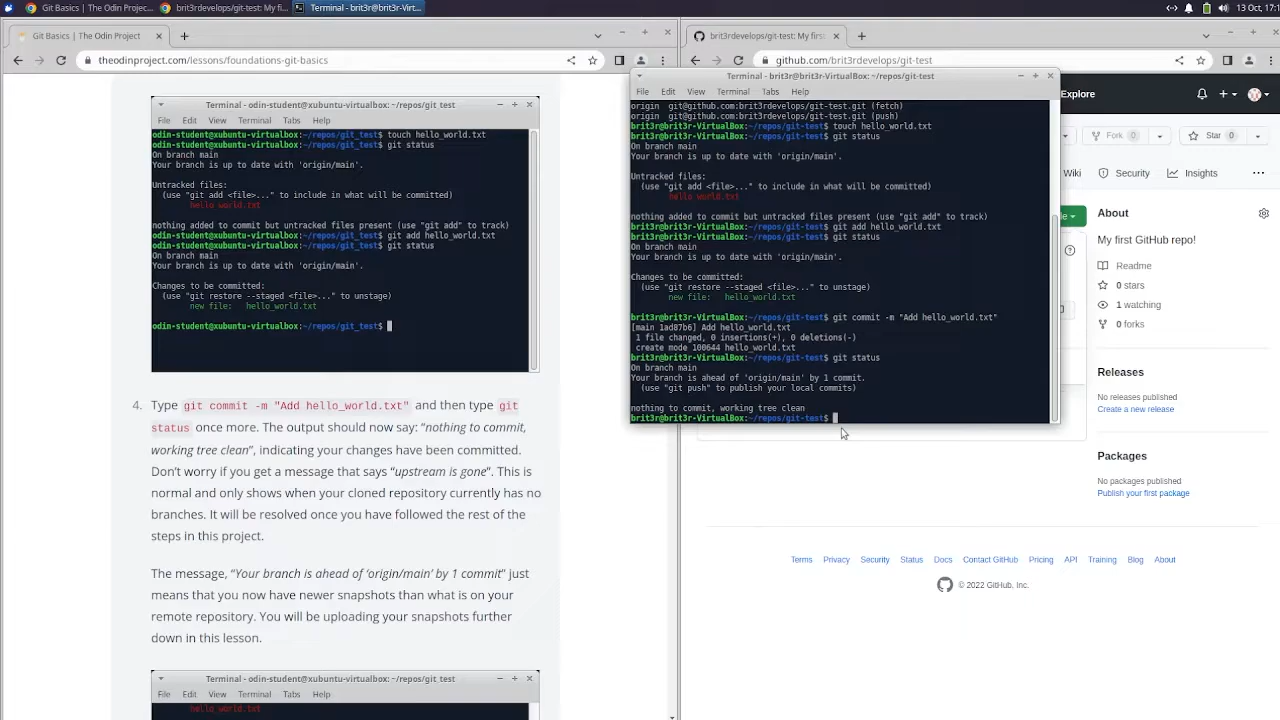 Git Basics | The Odin Projec...
brit3rdevelops/git-test: My fi...
Terminal - brit3r@brit3r-Virt...
13 Oct, 17:1
Git Basics | The Odin Project
theodinproject.com/lessons/foundations-git-basics
Terminal - odin-student@xubuntu-virtualbox: ~/repos/git_test
File Edit View Terminal Tabs Help
odin-student@xubuntu-virtualbox:~/repos/git_test$ touch hello_world.txt
odin-student@xubuntu-virtualbox:~/repos/git_test$ git status
On branch main
Your branch is up to date with 'origin/main'.
Untracked files:
(use "git add <file>..." to include in what will be committed)
hello_world.txt
nothing added to commit but untracked files present (use "git add" to track)
odin-student@xubuntu-virtualbox:~/repos/git_test$ git add hello_world.txt
odin-student@xubuntu-virtualbox:~/repos/git_test$ git status
On branch main
Your branch is up to date with 'origin/main'.
Changes to be committed:
(use "git restore --staged <file>..." to unstage)
new file: hello_world.txt
odin-student@xubuntu-virtualbox:~/repos/git_test$
4. Type git commit -m "Add hello_world.txt" and then type git
status once more. The output should now say: “nothing to commit,
working tree clean”, indicating your changes have been committed.
Don’t worry if you get a message that says “upstream is gone”. This is
normal and only shows when your cloned repository currently has no
branches. It will be resolved once you have followed the rest of the
steps in this project.
The message, “Your branch is ahead of ‘origin/main’ by 1 commit” just
means that you now have newer snapshots than what is on your
remote repository. You will be uploading your snapshots further
down in this lesson.
Terminal - odin-student@xubuntu-virtualbox: ~/repos/git_test
File Edit View Terminal Tabs Help
hello_world.txt
brit3rdevelops/git-test: My first
github.com/brit3rdevelops/git-test
Terminal - brit3r@brit3r-VirtualBox: ~/repos/git-test
File Edit View Terminal Tabs Help
origin git@github.com:brit3rdevelops/git-test.git (fetch)
origin git@github.com:brit3rdevelops/git-test.git (push)
brit3r@brit3r-VirtualBox:~/repos/git-test$ touch hello_world.txt
brit3r@brit3r-VirtualBox:~/repos/git-test$ git status
On branch main
Your branch is up to date with 'origin/main'.
Untracked files:
(use "git add <file>..." to include in what will be committed)
hello_world.txt
nothing added to commit but untracked files present (use "git add" to track)
brit3r@brit3r-VirtualBox:~/repos/git-test$ git add hello_world.txt
brit3r@brit3r-VirtualBox:~/repos/git-test$ git status
On branch main
Your branch is up to date with 'origin/main'.
Changes to be committed:
(use "git restore --staged <file>..." to unstage)
new file: hello_world.txt
brit3r@brit3r-VirtualBox:~/repos/git-test$ git commit -m "Add hello_world.txt"
[main 1ad87b6] Add hello_world.txt
1 file changed, 0 insertions(+), 0 deletions(-)
create mode 100644 hello_world.txt
brit3r@brit3r-VirtualBox:~/repos/git-test$ git status
On branch main
Your branch is ahead of 'origin/main' by 1 commit.
(use "git push" to publish your local commits)
nothing to commit, working tree clean
brit3r@brit3r-VirtualBox:~/repos/git-test$
Explore
Fork 0 Star 0
Wiki Security Insights
About
My first GitHub repo!
Readme
0 stars
1 watching
0 forks
Releases
No releases published
Create a new release
Packages
No packages published
Publish your first package
Terms Privacy Security Status Docs Contact GitHub Pricing API Training Blog About
© 2022 GitHub, Inc.